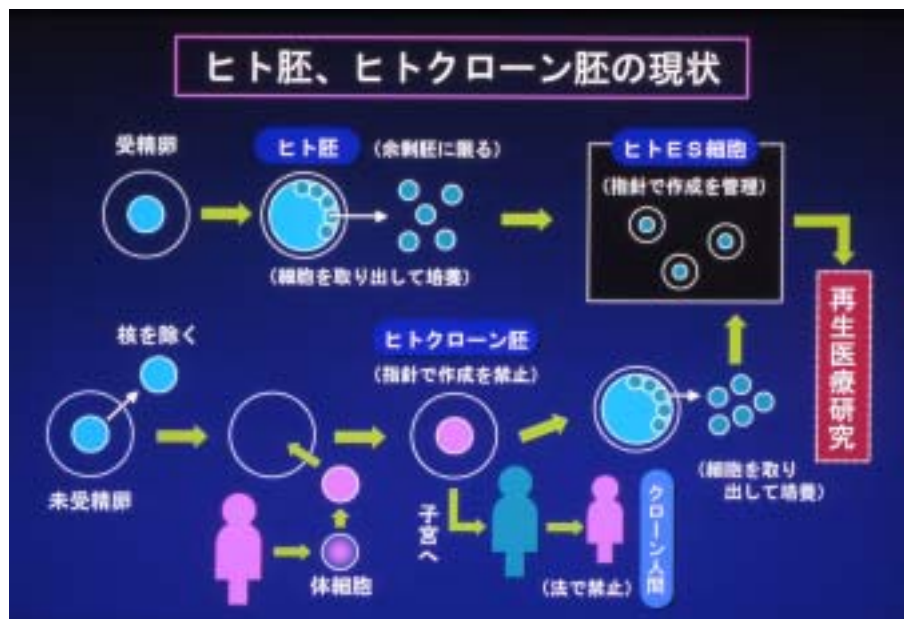 ヒト胚、ヒトクローン胚の現状
受精卵
ヒト胚
(余剰胚に限る)
ヒトES細胞
(指針で作成を管理)
(細胞を取り出して培養)
再生医療研究
核を除く
ヒトクローン胚
(指針で作成を禁止)
未受精卵
体細胞
子宮へ
(法で禁止)
クローン人間
(細胞を取り
出して培養)